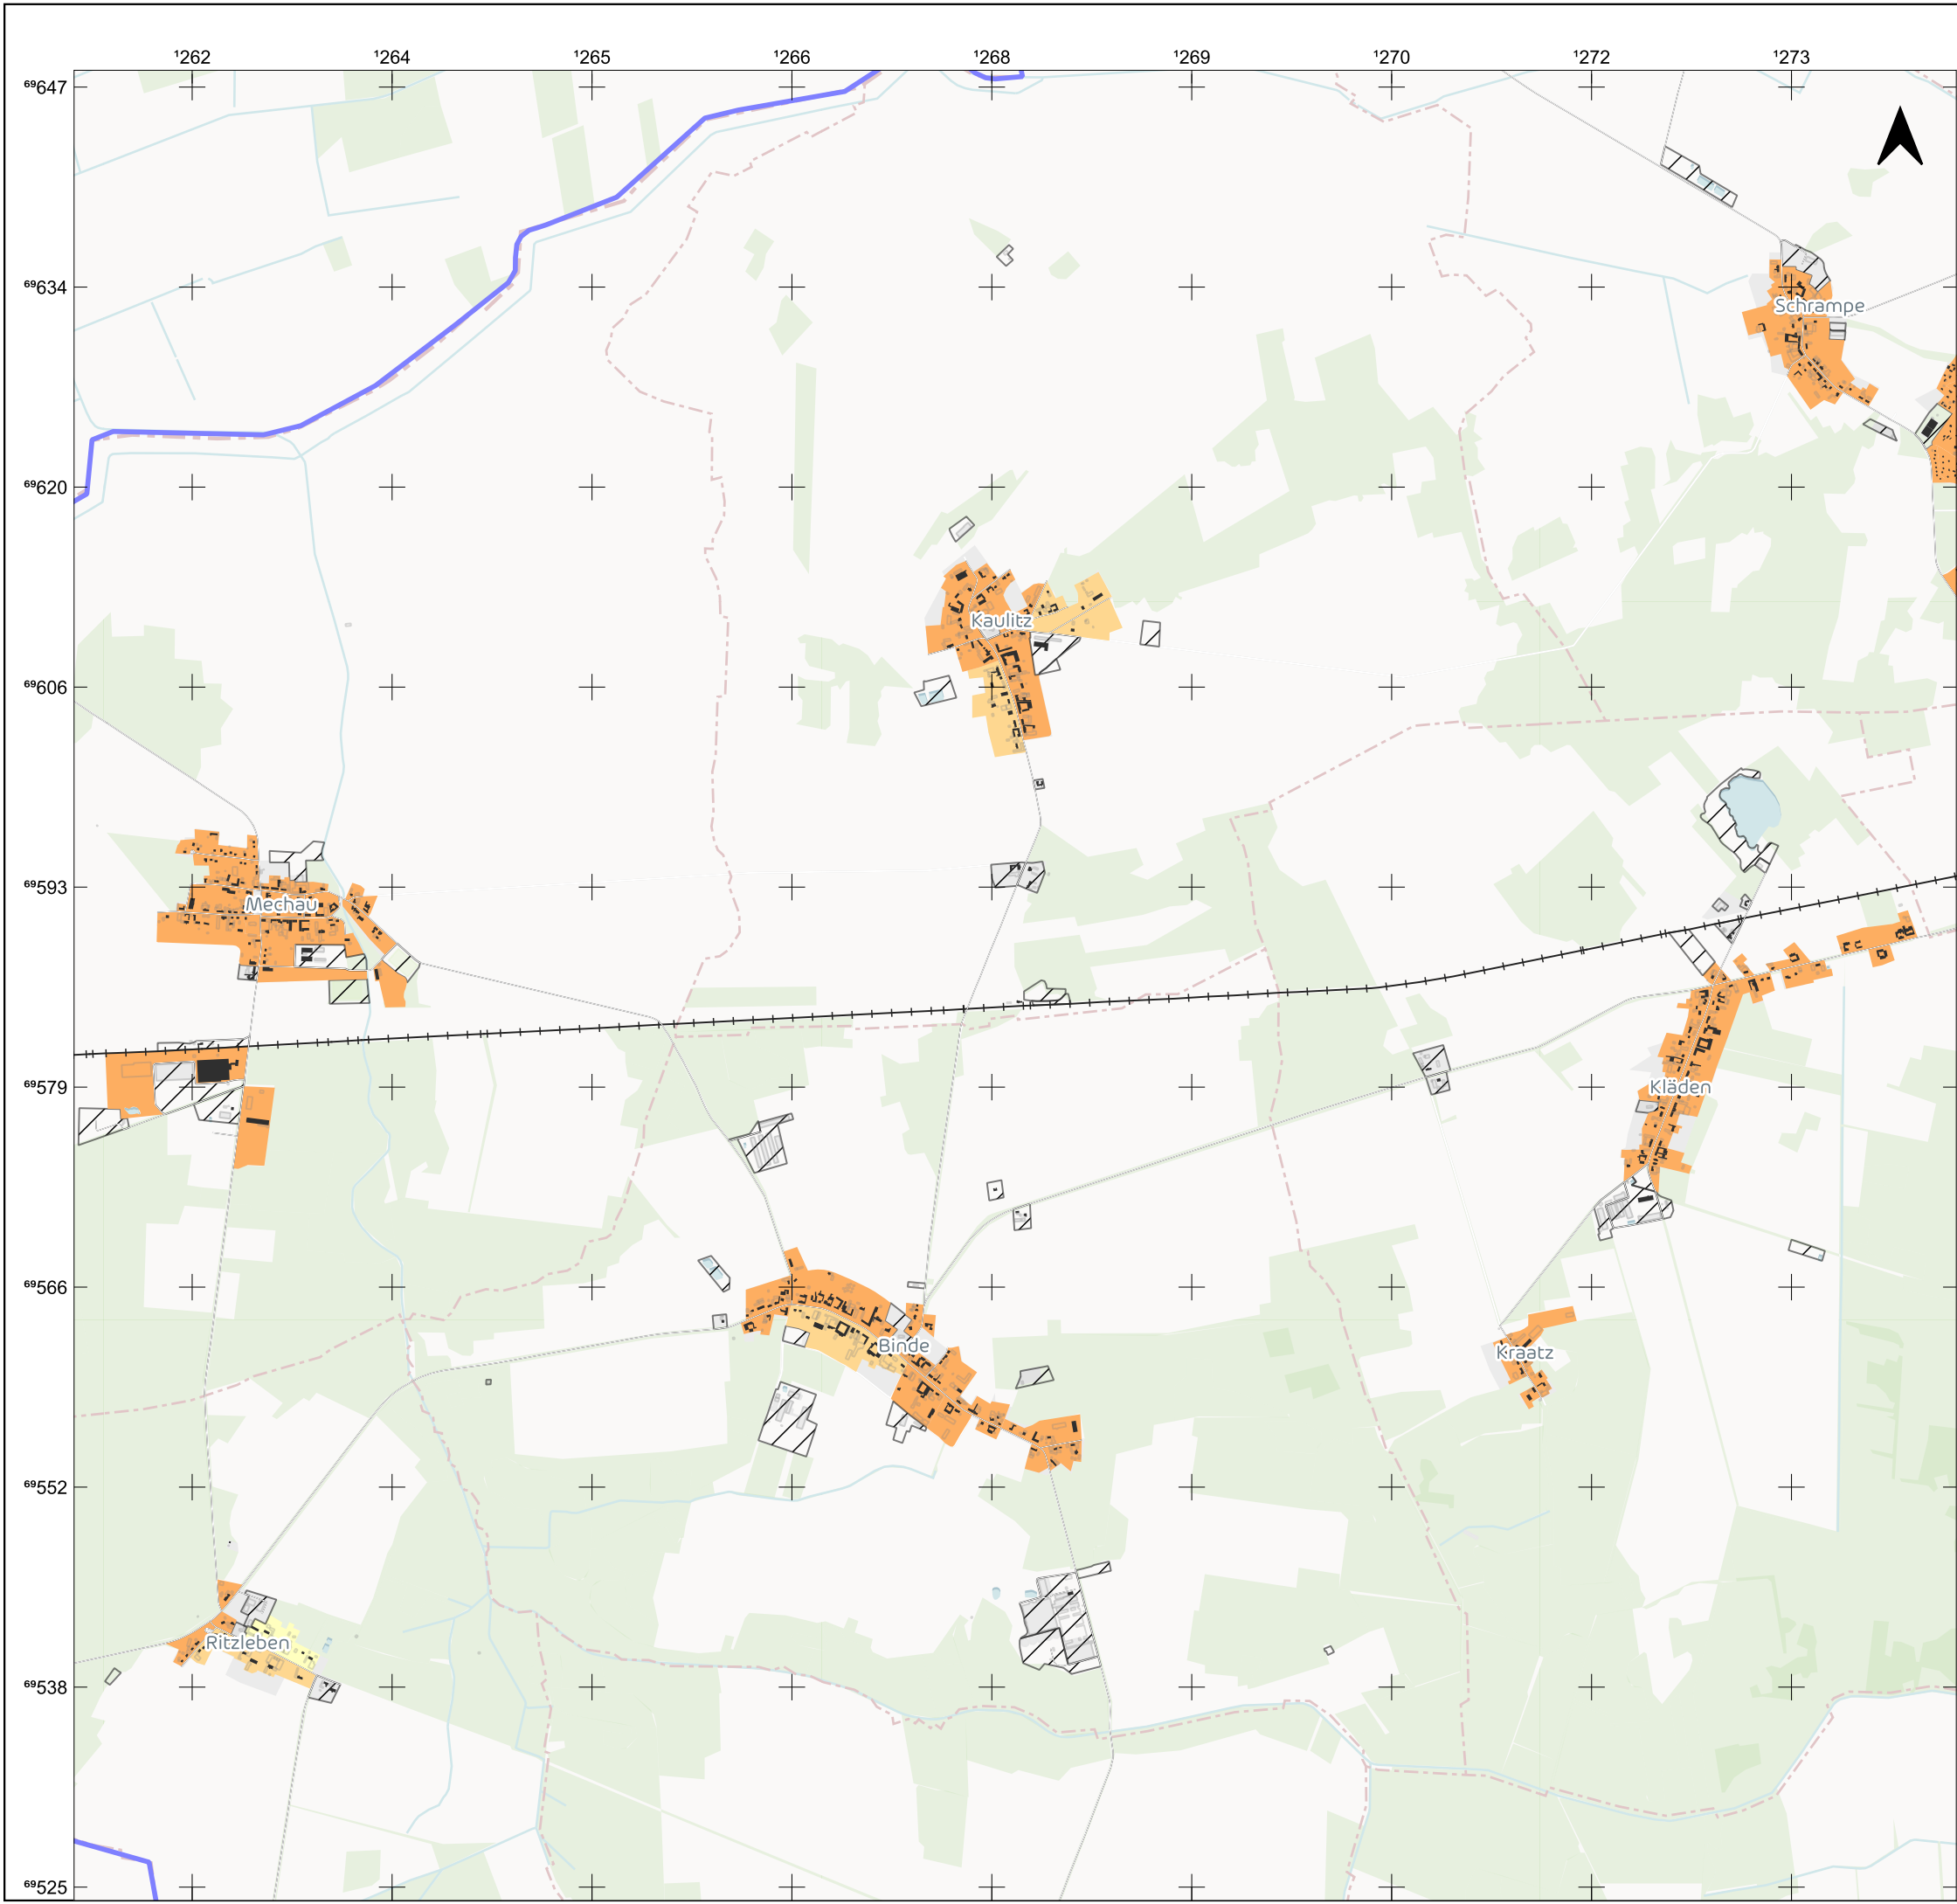 ¹262 ¹264 ¹265 ¹266 ¹268 ¹269 ¹270 ¹272 ¹273
⁶⁹647
⁶⁹634
Schrampe
⁶⁹620
Kaulitz
⁶⁹606
⁶⁹593
Mechau
⁶⁹579
Kläden
⁶⁹566
Binde
Kraatz
⁶⁹552
Ritzleben
⁶⁹538
⁶⁹525